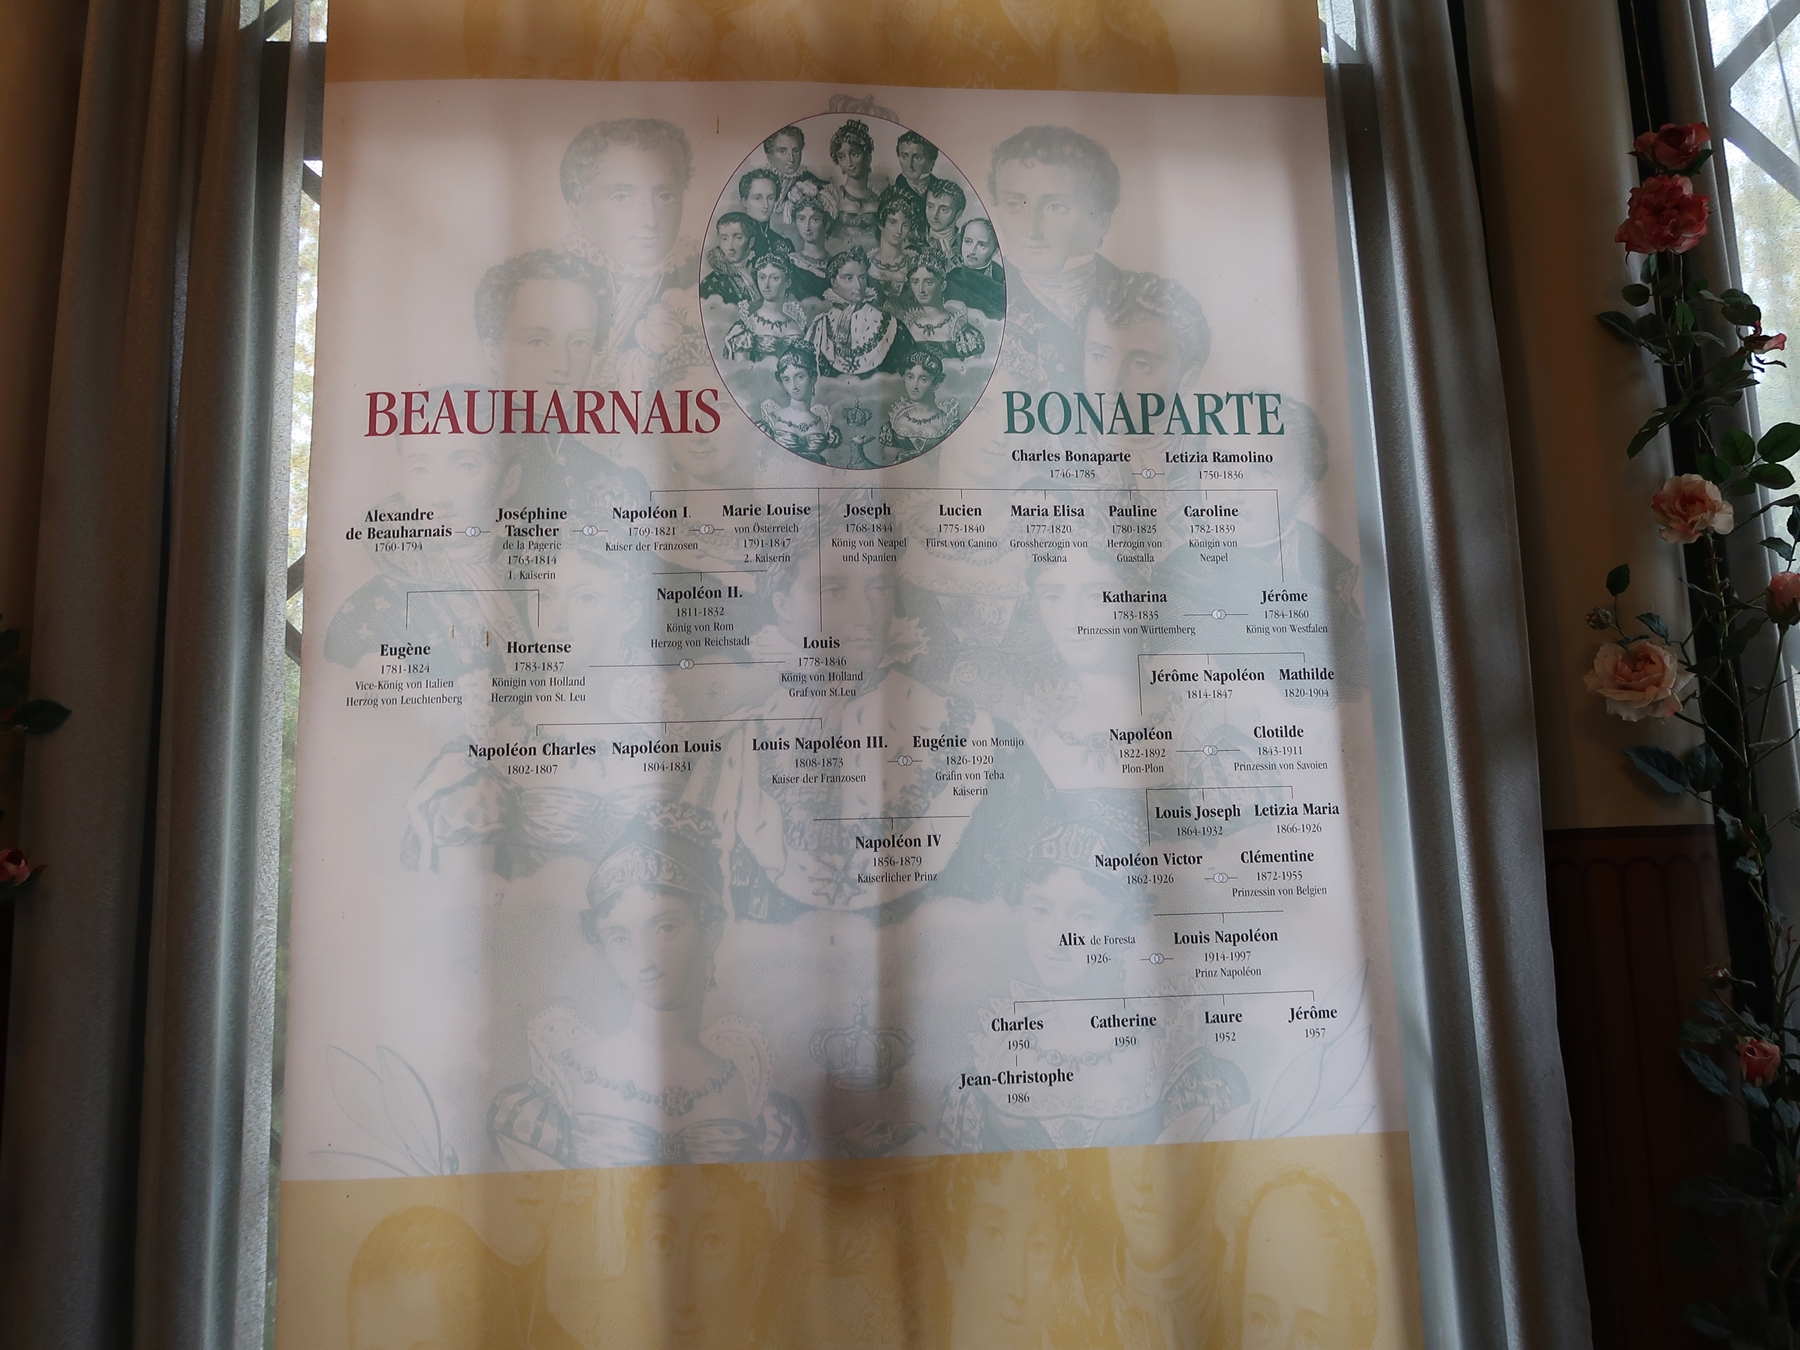 BEAUHARNAIS
BONAPARTE
Charles Bonaparte
1746-1785
Letizia Ramolino
1750-1836
Alexandre
de Beauharnais
1760-1794
Joséphine
Tascher
de la Pagerie
1763-1814
1. Kaiserin
Napoléon I.
1769-1821
Kaiser der Franzosen
Marie Louise
von Österreich
1791-1847
2. Kaiserin
Joseph
1768-1844
König von Neapel
und Spanien
Lucien
1775-1840
Fürst von Canino
Maria Elisa
1777-1820
Grossherzogin von
Toskana
Pauline
1780-1825
Herzogin von
Guastalla
Caroline
1782-1839
Königin von
Neapel
Napoléon II.
1811-1832
König von Rom
Herzog von Reichstadt
Katharina
1783-1835
Prinzessin von Württemberg
Jérôme
1784-1860
König von Westfalen
Eugène
1781-1824
Vice-König von Italien
Herzog von Leuchtenberg
Hortense
1783-1837
Königin von Holland
Herzogin von St. Leu
Louis
1778-1846
König von Holland
Graf von St.Leu
Jérôme Napoléon
1814-1847
Mathilde
1820-1904
Napoléon Charles
1802-1807
Napoléon Louis
1804-1831
Louis Napoléon III.
1808-1873
Kaiser der Franzosen
Eugénie von Montijo
1826-1920
Gräfin von Teba
Kaiserin
Napoléon
1822-1892
Plon-Plon
Clotilde
1843-1911
Prinzessin von Savoien
Napoléon IV
1856-1879
Kaiserlicher Prinz
Louis Joseph
1864-1932
Letizia Maria
1866-1926
Napoléon Victor
1862-1926
Clémentine
1872-1955
Prinzessin von Belgien
Alix de Foresta
1926-
Louis Napoléon
1914-1997
Prinz Napoléon
Charles
1950
Catherine
1950
Laure
1952
Jérôme
1957
Jean-Christophe
1986